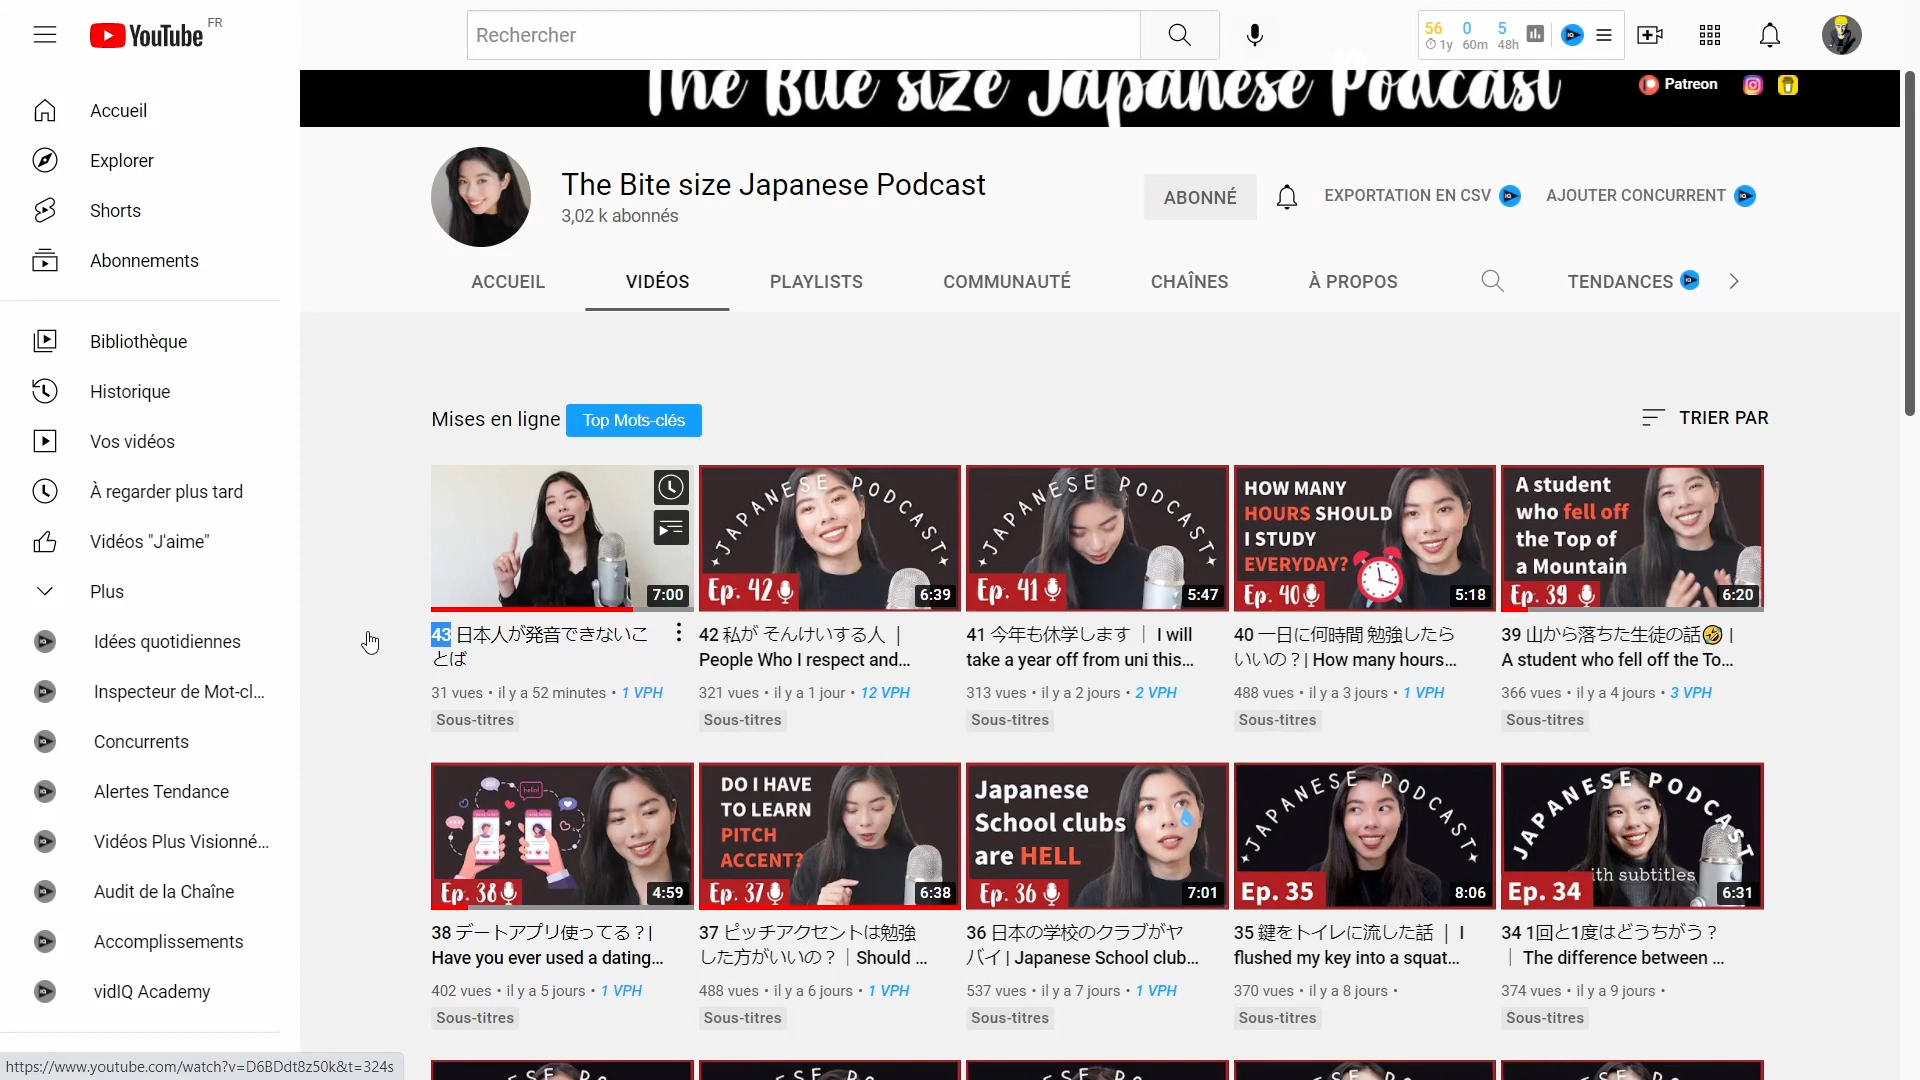 YouTube FR
Rechercher
56 0 5
1y 60m 48h
IQ
The Bite size Japanese Podcast
Patreon
Accueil
Explorer
Shorts
Abonnements
Bibliothèque
Historique
Vos vidéos
À regarder plus tard
Vidéos "J'aime"
Plus
Idées quotidiennes
Inspecteur de Mot-cl...
Concurrents
Alertes Tendance
Vidéos Plus Visionné...
Audit de la Chaîne
Accomplissements
vidIQ Academy
The Bite size Japanese Podcast
3,02 k abonnés
ABONNÉ
EXPORTATION EN CSV
AJOUTER CONCURRENT
ACCUEIL VIDÉOS PLAYLISTS COMMUNAUTÉ CHAÎNES À PROPOS TENDANCES
Mises en ligne Top Mots-clés
TRIER PAR
7:00
43 日本人が発音できないこ
とば
31 vues • il y a 52 minutes • 1 VPH
Sous-titres
JAPANESE PODCAST
Ep. 42
6:39
42 私が そんけいする人 |
People Who I respect and...
321 vues • il y a 1 jour • 12 VPH
Sous-titres
JAPANESE PODCAST
Ep. 41
5:47
41 今年も休学します | I will
take a year off from uni this...
313 vues • il y a 2 jours • 2 VPH
Sous-titres
HOW MANY
HOURS SHOULD
I STUDY
EVERYDAY?
Ep. 40
5:18
40 一日に何時間 勉強したら
いいの？| How many hours...
488 vues • il y a 3 jours • 1 VPH
Sous-titres
A student
who fell off
the Top of
a Mountain
Ep. 39
6:20
39 山から落ちた生徒の話🤣 |
A student who fell off the To...
366 vues • il y a 4 jours • 3 VPH
Sous-titres
hello!
Ep. 38
4:59
38 デートアプリ使ってる？|
Have you ever used a dating...
402 vues • il y a 5 jours • 1 VPH
Sous-titres
DO I HAVE
TO LEARN
PITCH
ACCENT?
Ep. 37
6:38
37 ピッチアクセントは勉強
した方がいいの？｜Should ...
488 vues • il y a 6 jours • 1 VPH
Sous-titres
Japanese
School clubs
are HELL
Ep. 36
7:01
36 日本の学校のクラブがヤ
バイ | Japanese School club...
537 vues • il y a 7 jours • 1 VPH
Sous-titres
JAPANESE PODCAST
Ep. 35
8:06
35 鍵をトイレに流した話 | I
flushed my key into a squat...
370 vues • il y a 8 jours •
Sous-titres
JAPANESE PODCAST
ith subtitles
Ep. 34
6:31
34 1回と1度はどうちがう？
｜ The difference between ...
374 vues • il y a 9 jours •
Sous-titres
https://www.youtube.com/watch?v=D6BDdt8z50k&t=324s